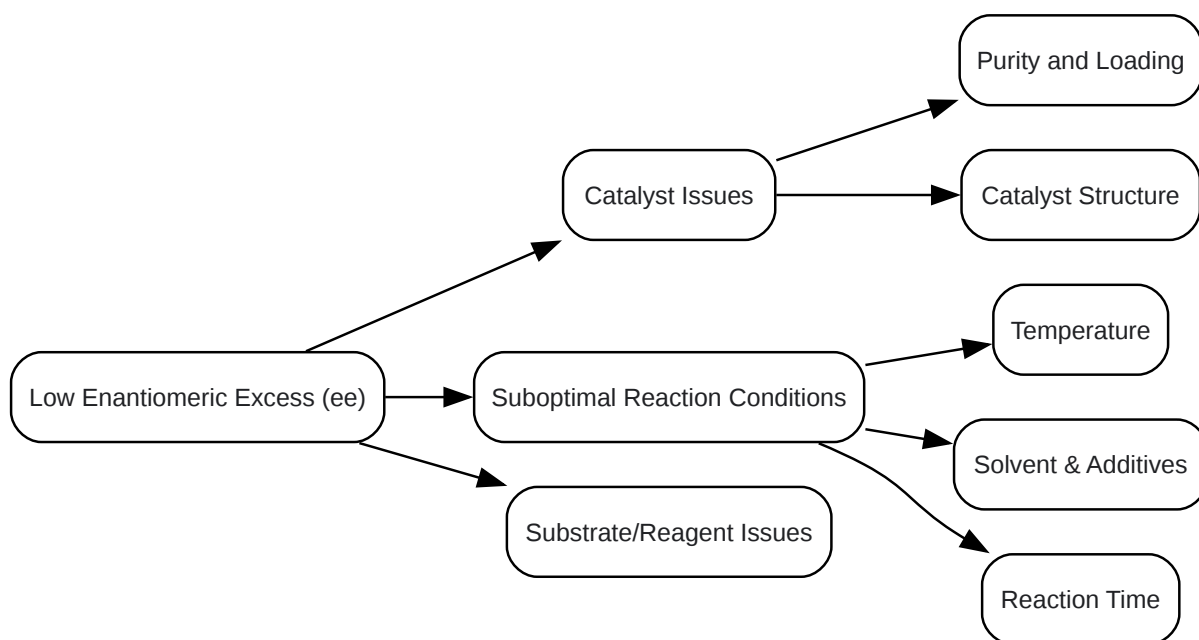 Purity and Loading
Catalyst Issues
Catalyst Structure
Temperature
Low Enantiomeric Excess (ee)
Suboptimal Reaction Conditions
Solvent & Additives
Substrate/Reagent Issues
Reaction Time